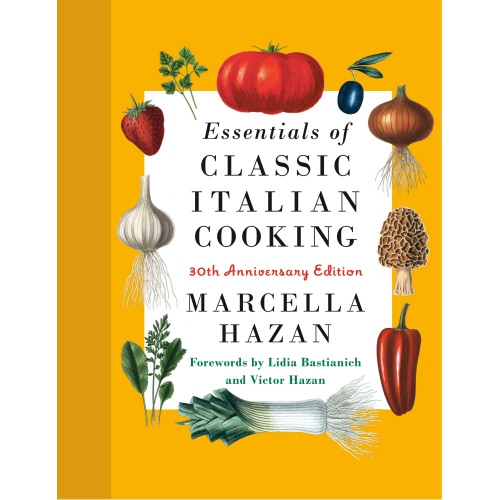 Essentials of
CLASSIC
ITALIAN
COOKING
30th Anniversary Edition
MARCELLA
HAZAN
Forewords by Lidia Bastianich
and Victor Hazan